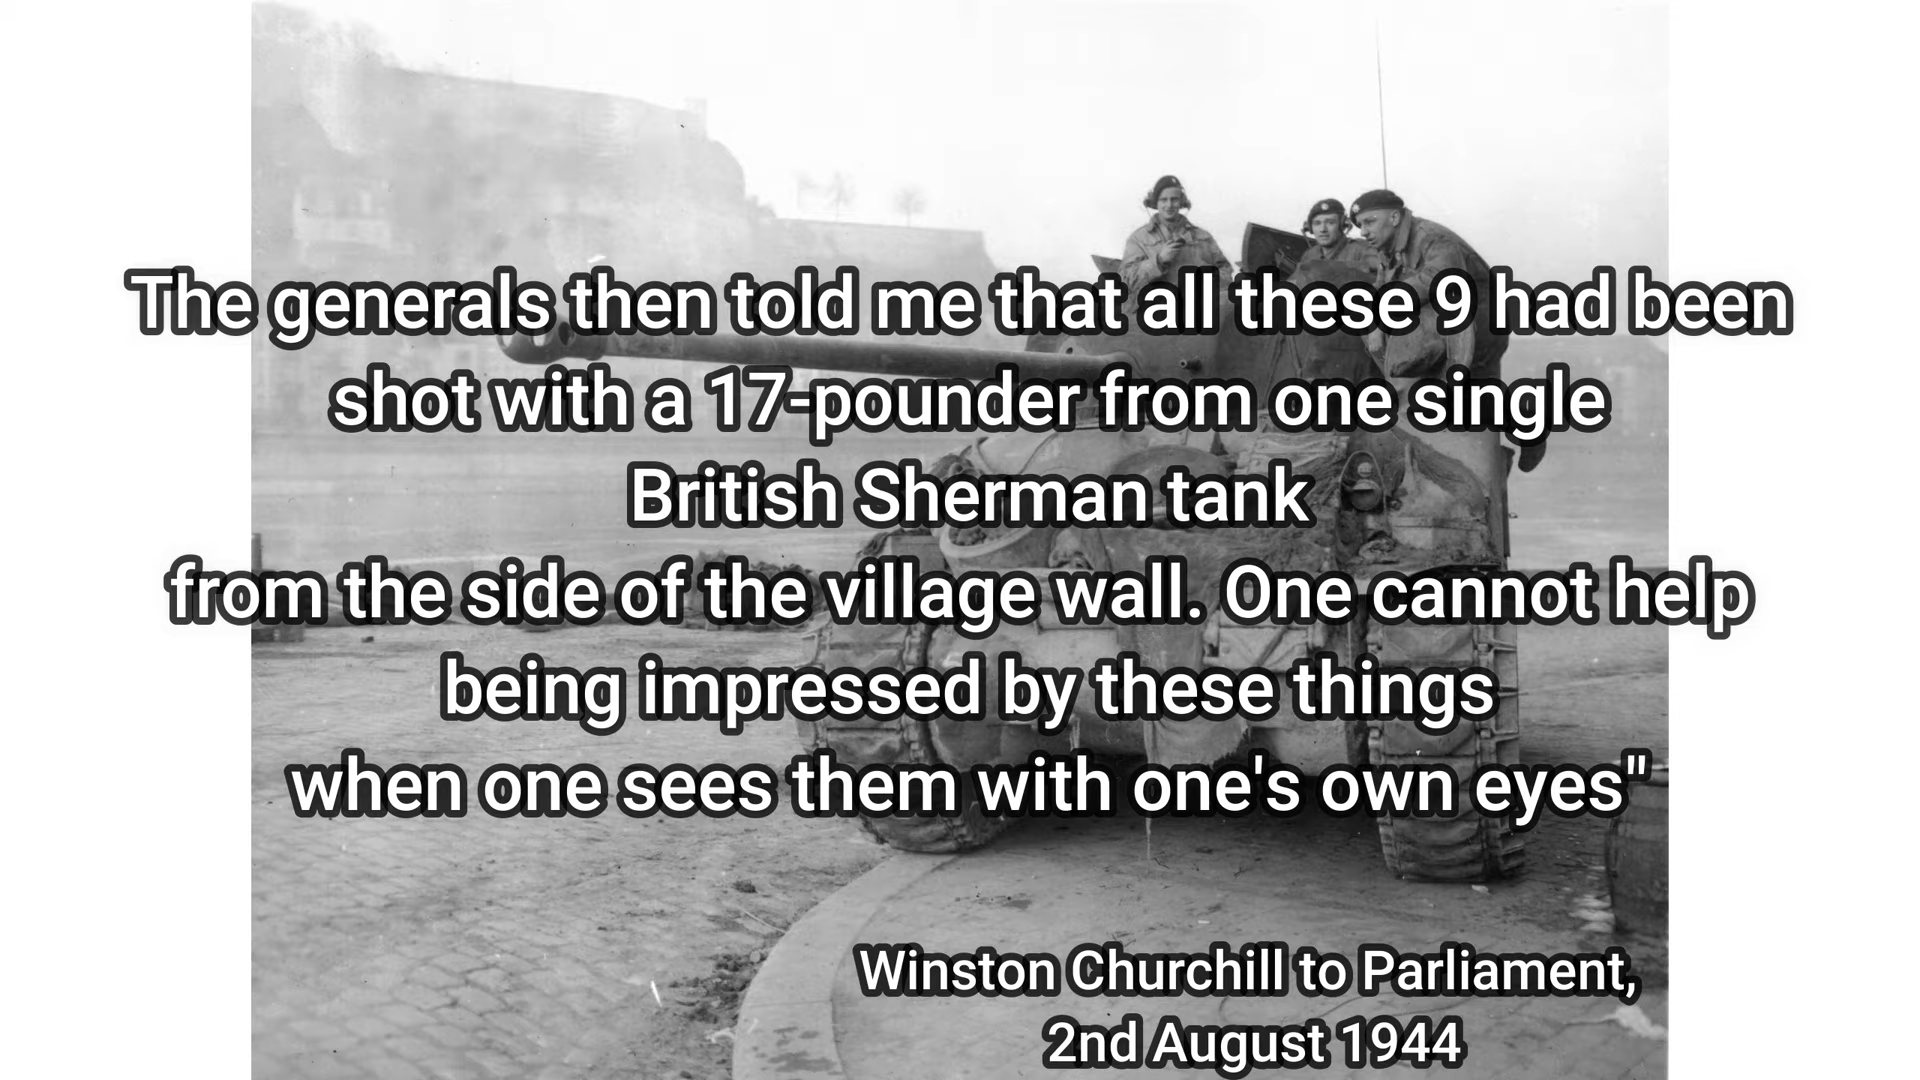 The generals then told me that all these 9 had been
shot with a 17-pounder from one single
British Sherman tank
from the side of the village wall. One cannot help
being impressed by these things
when one sees them with one's own eyes"
Winston Churchill to Parliament,
2nd August 1944